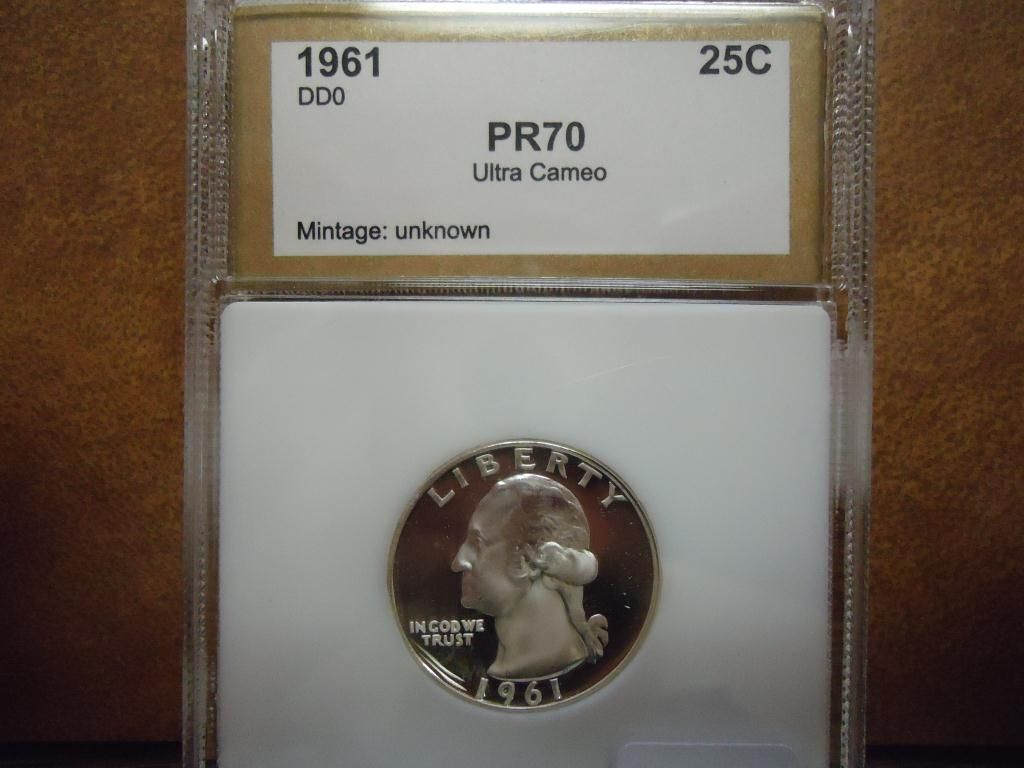 1961 25C
DD0
PR70
Ultra Cameo
Mintage: unknown
LIBERTY
IN GOD WE
TRUST
1961